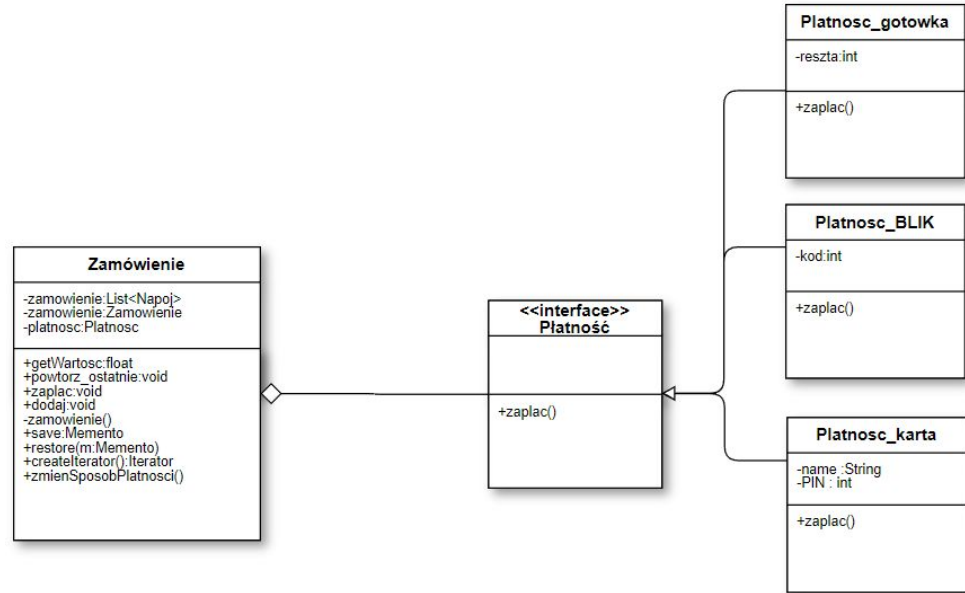 Zamówienie
-zamowienie:List<Napoj>
-zamowienie:Zamowienie
-platnosc:Platnosc
+getWartosc:float
+powtorz_ostatnie:void
+zaplac:void
+dodaj:void
-zamowienie()
+save:Memento
+restore(m:Memento)
+createIterator():Iterator
+zmienSposobPlatnosci()
<<interface>>
Płatność
+zaplac()
Platnosc_gotowka
-reszta:int
+zaplac()
Platnosc_BLIK
-kod:int
+zaplac()
Platnosc_karta
-name :String
-PIN : int
+zaplac()